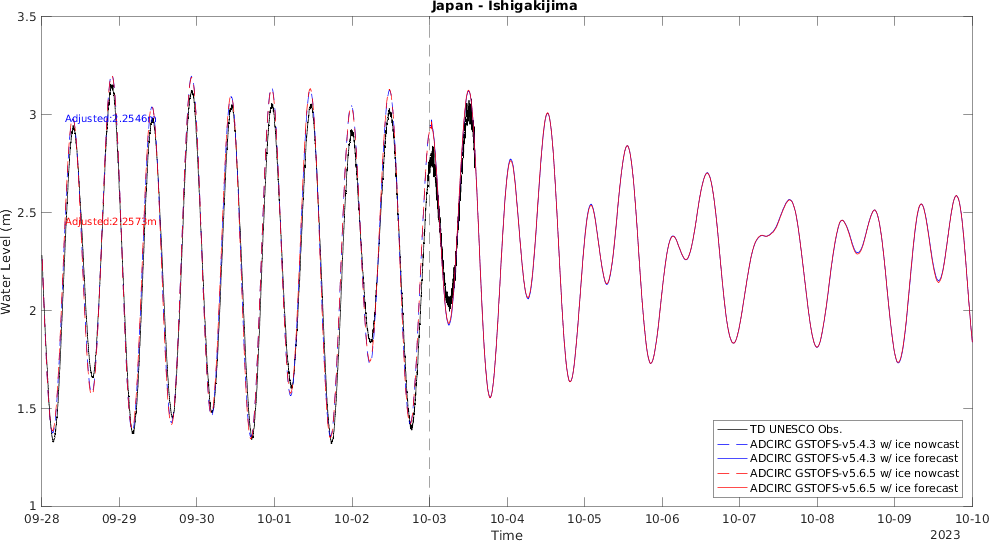 Japan - Ishigakijima
3.5
3
2.5
2
1.5
1
Water Level (m)
Adjusted:2.2546m
Adjusted:2.2573m
TD UNESCO Obs.
ADCIRC GSTOFS-v5.4.3 w/ ice nowcast
ADCIRC GSTOFS-v5.4.3 w/ ice forecast
ADCIRC GSTOFS-v5.6.5 w/ ice nowcast
ADCIRC GSTOFS-v5.6.5 w/ ice forecast
09-28 09-29 09-30 10-01 10-02 10-03 10-04 10-05 10-06 10-07 10-08 10-09 10-10
Time
2023